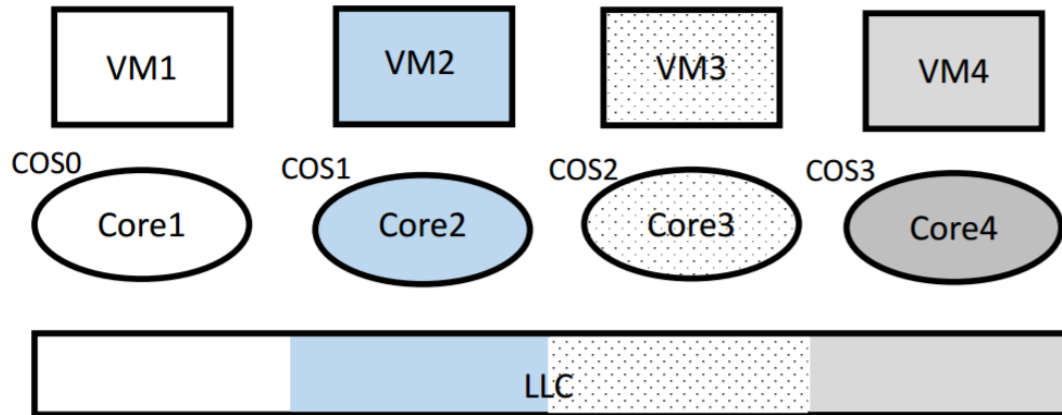 VM1 VM2 VM3 VM4
COS0 COS1 COS2 COS3
Core1 Core2 Core3 Core4
LLC